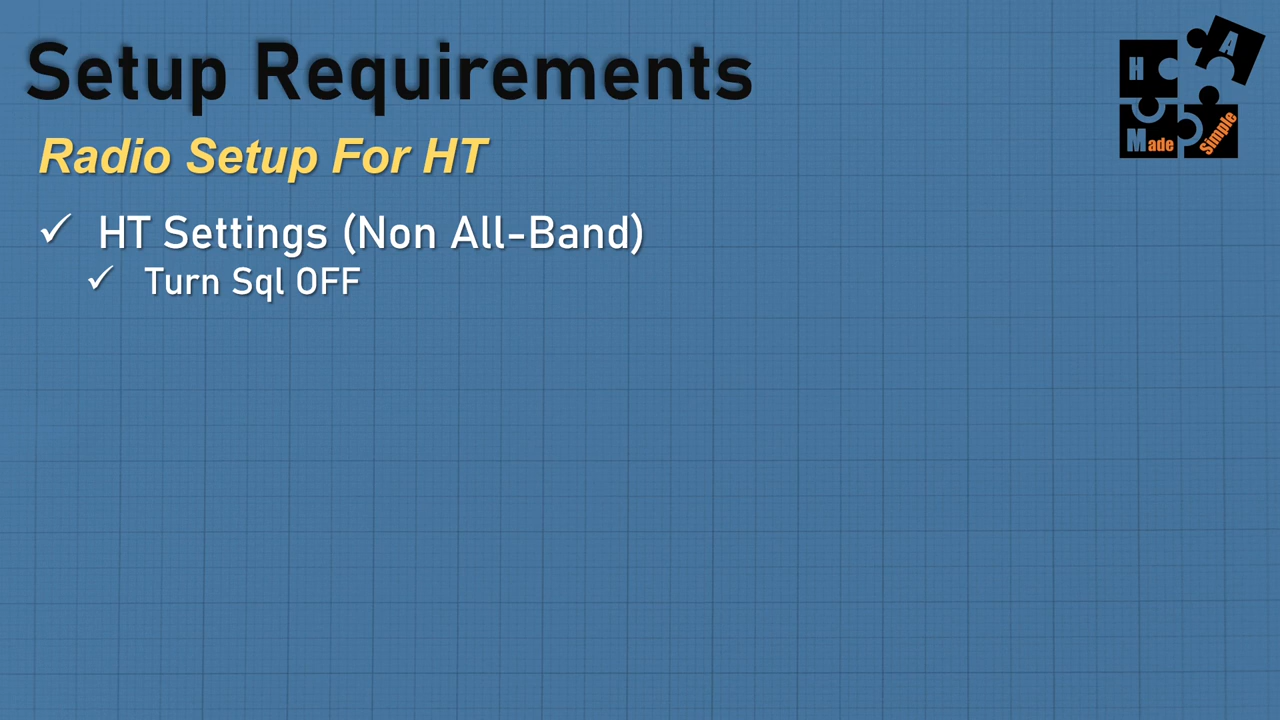 Setup Requirements
H A
Made Simple
Radio Setup For HT
✓ HT Settings (Non All-Band)
✓ Turn Sql OFF